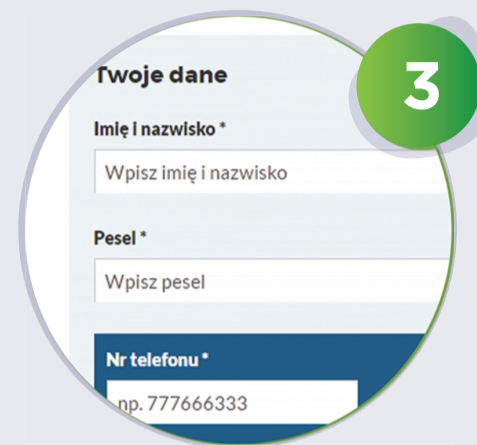 3
Twoje dane
Imię i nazwisko *
Wpisz imię i nazwisko
Pesel *
Wpisz pesel
Nr telefonu *
np. 777666333